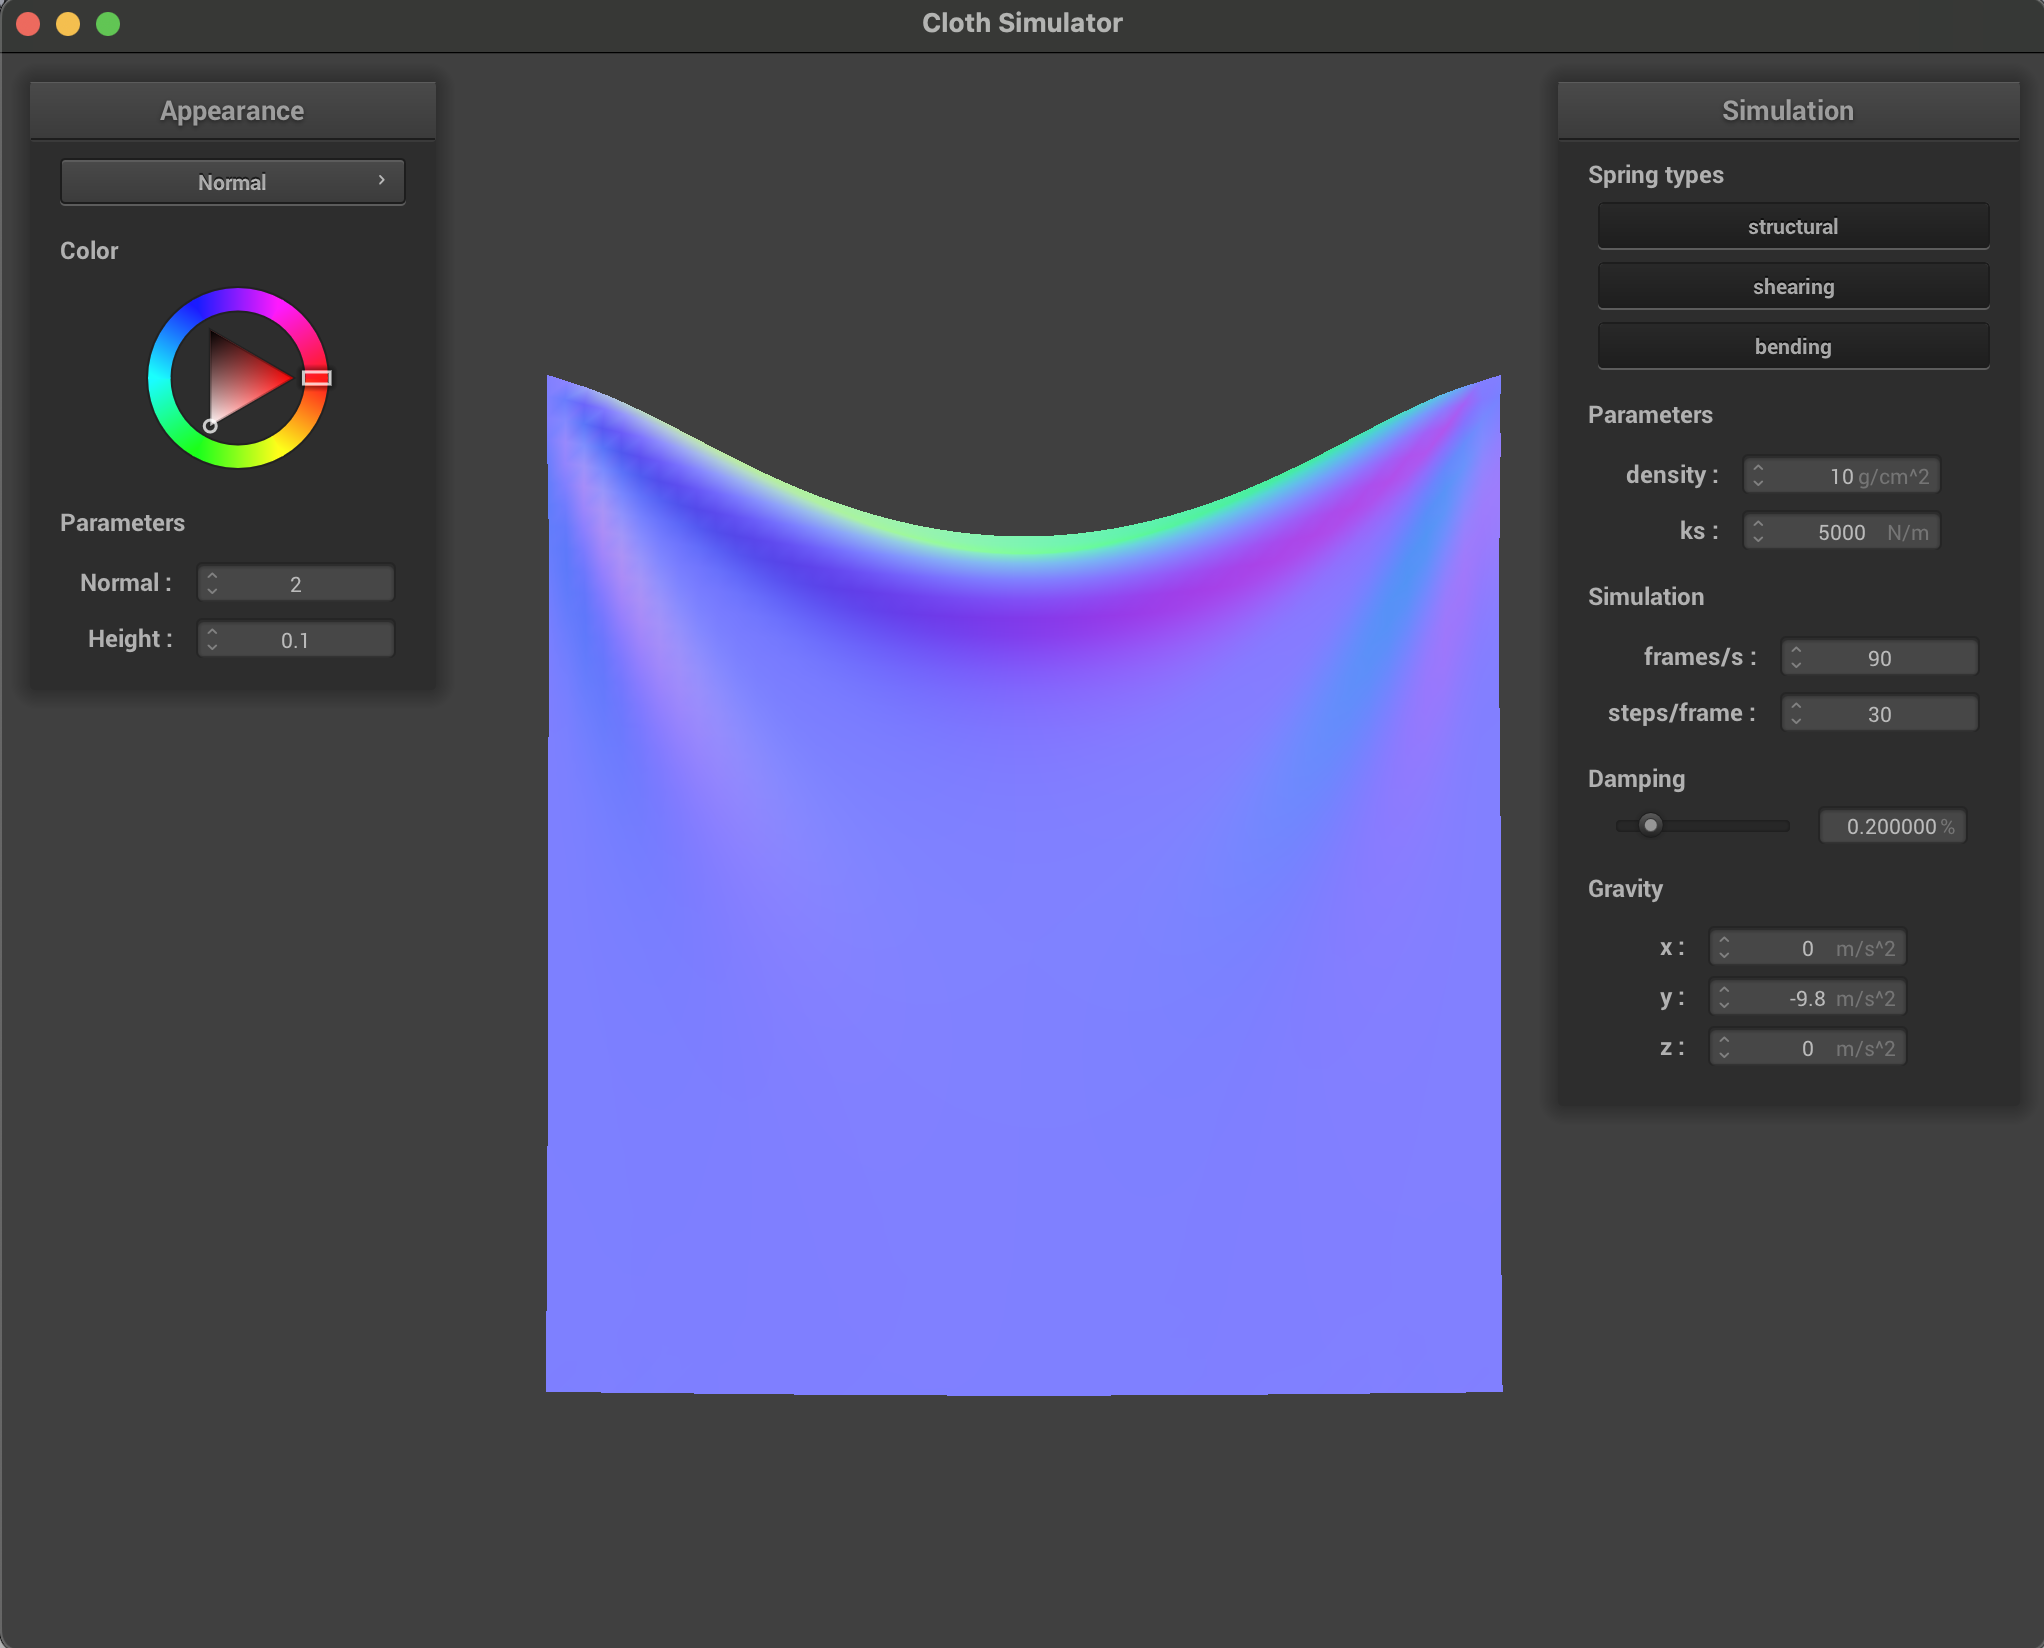 Cloth Simulator
Appearance
Normal
Color
Parameters
Normal : 2
Height : 0.1
Simulation
Spring types
structural
shearing
bending
Parameters
density : 10 g/cm^2
ks : 5000 N/m
Simulation
frames/s : 90
steps/frame : 30
Damping
0.200000 %
Gravity
x : 0 m/s^2
y : -9.8 m/s^2
z : 0 m/s^2